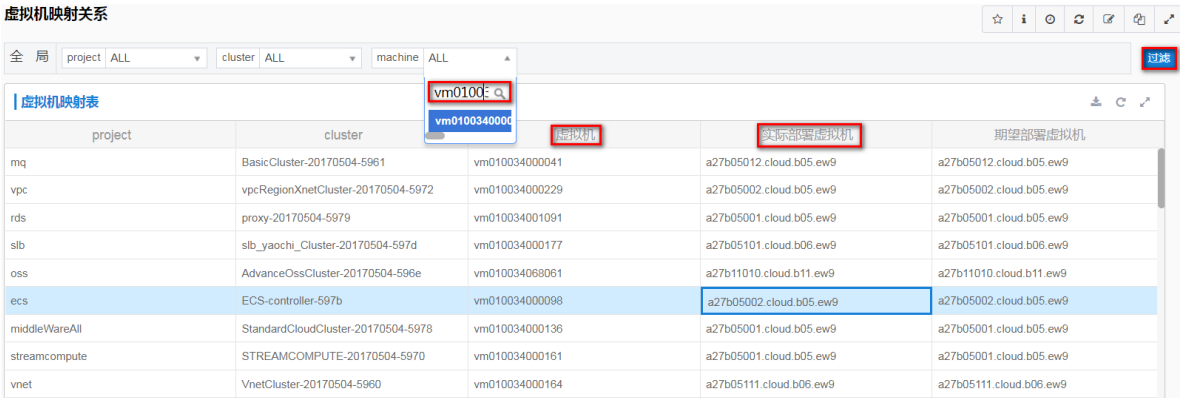 虚拟机映射关系
全 局 project ALL cluster ALL machine ALL 过滤
vm0100
vm0100340000
虚拟机映射表
project cluster 虚拟机 实际部署虚拟机 期望部署虚拟机
mq BasicCluster-20170504-5961 vm010034000041 a27b05012.cloud.b05.ew9 a27b05012.cloud.b05.ew9
vpc vpcRegionXnetCluster-20170504-5972 vm010034000229 a27b05002.cloud.b05.ew9 a27b05002.cloud.b05.ew9
rds proxy-20170504-5979 vm010034001091 a27b05001.cloud.b05.ew9 a27b05001.cloud.b05.ew9
slb slb_yaochi_Cluster-20170504-597d vm010034000177 a27b05101.cloud.b06.ew9 a27b05101.cloud.b06.ew9
oss AdvanceOssCluster-20170504-596e vm010034068061 a27b11010.cloud.b11.ew9 a27b11010.cloud.b11.ew9
ecs ECS-controller-597b vm010034000098 a27b05002.cloud.b05.ew9 a27b05002.cloud.b05.ew9
middleWareAll StandardCloudCluster-20170504-5978 vm010034000136 a27b05001.cloud.b05.ew9 a27b05001.cloud.b05.ew9
streamcompute STREAMCOMPUTE-20170504-5970 vm010034000161 a27b05001.cloud.b05.ew9 a27b05001.cloud.b05.ew9
vnet VnetCluster-20170504-5960 vm010034000164 a27b05111.cloud.b06.ew9 a27b05111.cloud.b06.ew9